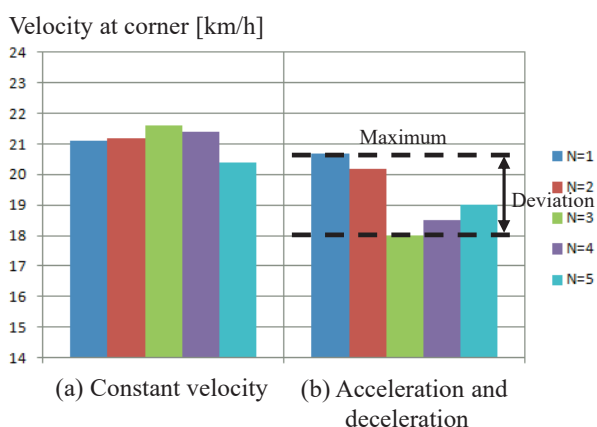 Velocity at corner [km/h]
24
23
22
21
20
19
18
17
16
15
14
Maximum
Deviation
N=1
N=2
N=3
N=4
N=5
(a) Constant velocity
(b) Acceleration and
deceleration